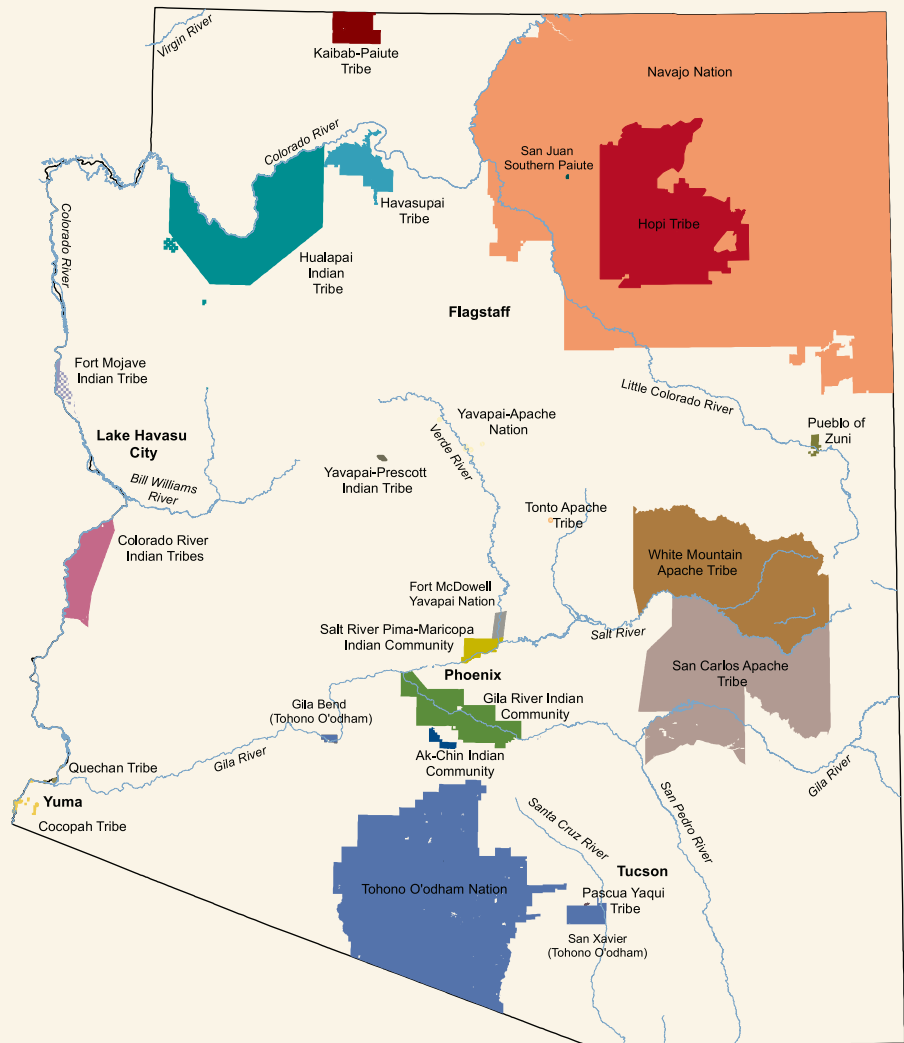 Virgin River
Kaibab-Paiute
Tribe
Navajo Nation
Colorado River
San Juan
Southern Paiute
Havasupai
Tribe
Hopi Tribe
Colorado River
Hualapai
Indian
Tribe
Flagstaff
Fort Mojave
Indian Tribe
Little Colorado River
Yavapai-Apache
Nation
Pueblo of
Zuni
Lake Havasu
City
Verde River
Yavapai-Prescott
Indian Tribe
Bill Williams
River
Tonto Apache
Tribe
Colorado River
Indian Tribes
White Mountain
Apache Tribe
Fort McDowell
Yavapai Nation
Salt River Pima-Maricopa
Indian Community
Salt River
San Carlos Apache
Tribe
Phoenix
Gila River Indian
Community
Gila Bend
(Tohono O'odham)
Gila River
Ak-Chin Indian
Community
Gila River
Quechan Tribe
Yuma
Cocopah Tribe
Santa Cruz River
San Pedro River
Tucson
Tohono O'odham Nation
Pascua Yaqui
Tribe
San Xavier
(Tohono O'odham)